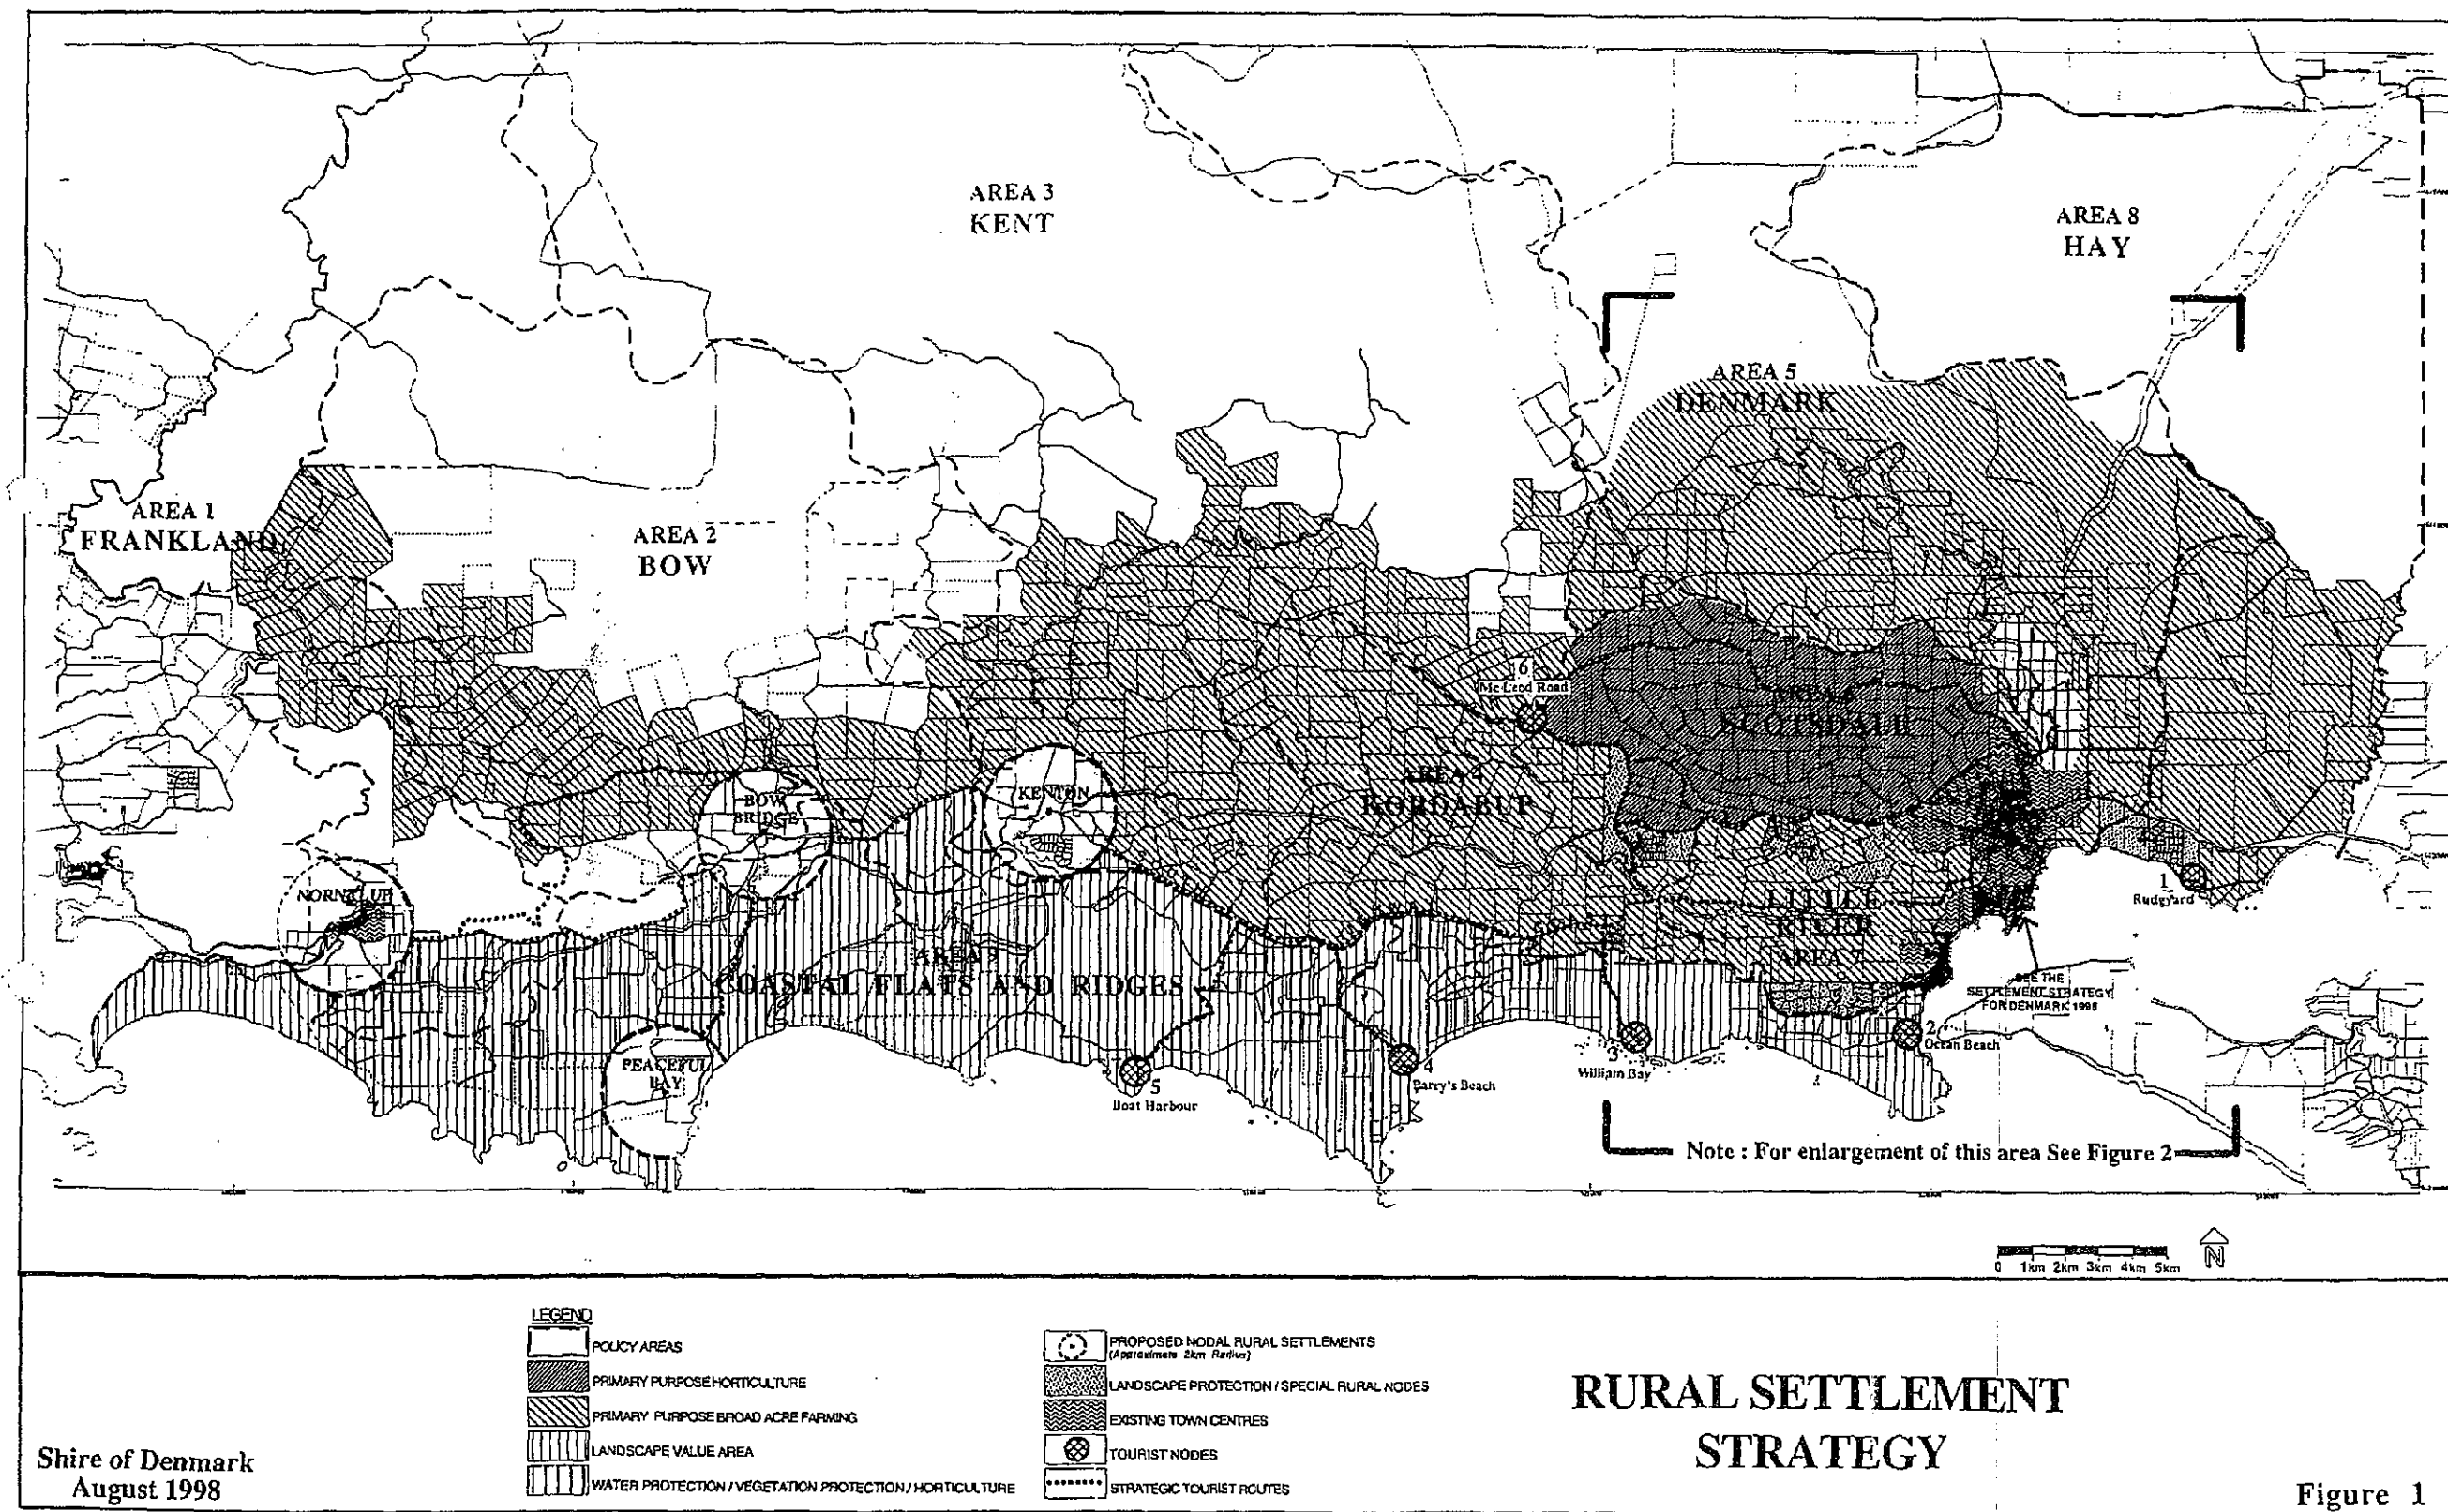 AREA 3
KENT
AREA 8
HAY
AREA 5
DENMARK
AREA 1
FRANKLAND
AREA 2
BOW
6
McLeod Road
SCOTSDALE
BOW
BRIDGE
KENTON
AREA 4
KORDABUP
NORNALUP
LITTLE
RIVER
AREA 7
1
Rudgyard
AREA 9
COASTAL FLATS AND RIDGES
SEE THE
SETTLEMENT STRATEGY
FOR DENMARK 1998
PEACEFUL
BAY
5
Boat Harbour
4
Parry's Beach
3
William Bay
2
Ocean Beach
Note : For enlargement of this area See Figure 2
0 1km 2km 3km 4km 5km
N
LEGEND
POLICY AREAS
PRIMARY PURPOSE HORTICULTURE
PRIMARY PURPOSE BROAD ACRE FARMING
LANDSCAPE VALUE AREA
WATER PROTECTION / VEGETATION PROTECTION / HORTICULTURE
PROPOSED NODAL RURAL SETTLEMENTS
(Approximate 2km Radius)
LANDSCAPE PROTECTION / SPECIAL RURAL NODES
EXISTING TOWN CENTRES
TOURIST NODES
STRATEGIC TOURIST ROUTES
RURAL SETTLEMENT
STRATEGY
Shire of Denmark
August 1998
Figure 1